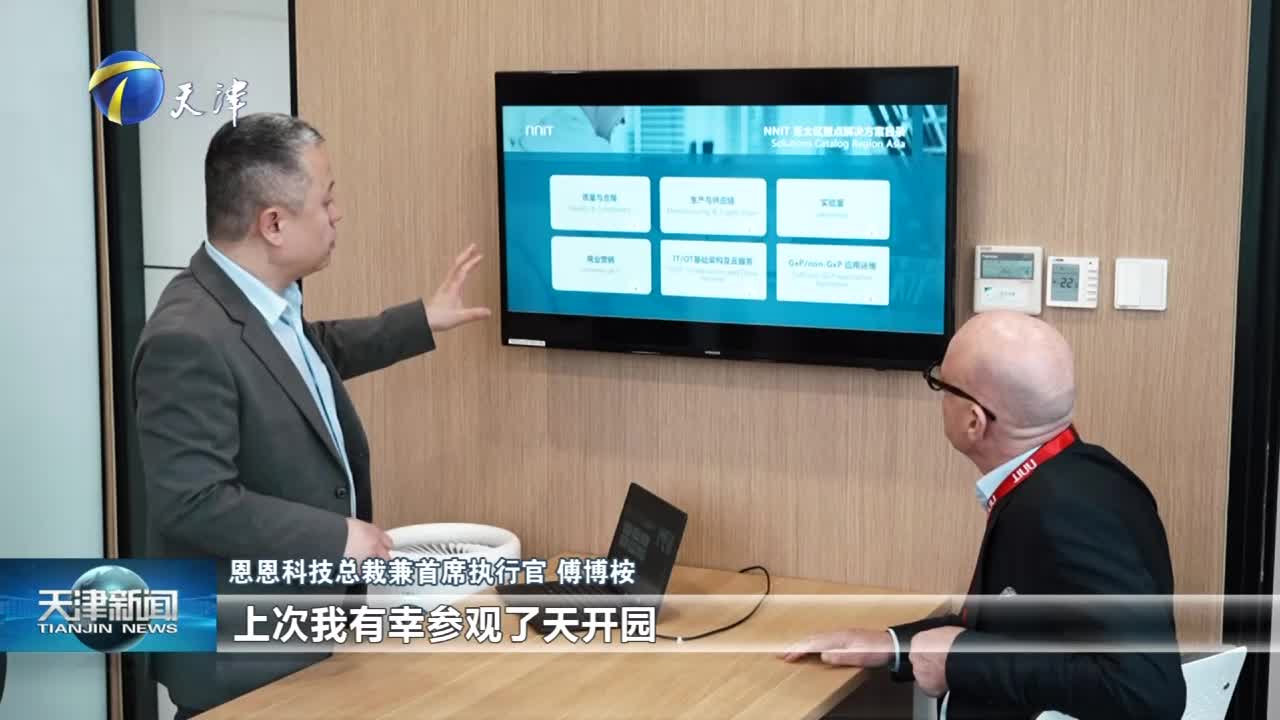 天津
NNIT
NNIT 亚太区重点解决方案目录
Solutions Catalog Region Asia
质量与合规
生产与供应链
实验室
商业营销
IT/OT基础架构及云服务
GxP/non-GxP 应用运维
22
NNIT
恩恩科技总裁兼首席执行官 傅博桉
天津新闻
TIANJIN NEWS
上次我有幸参观了天开园